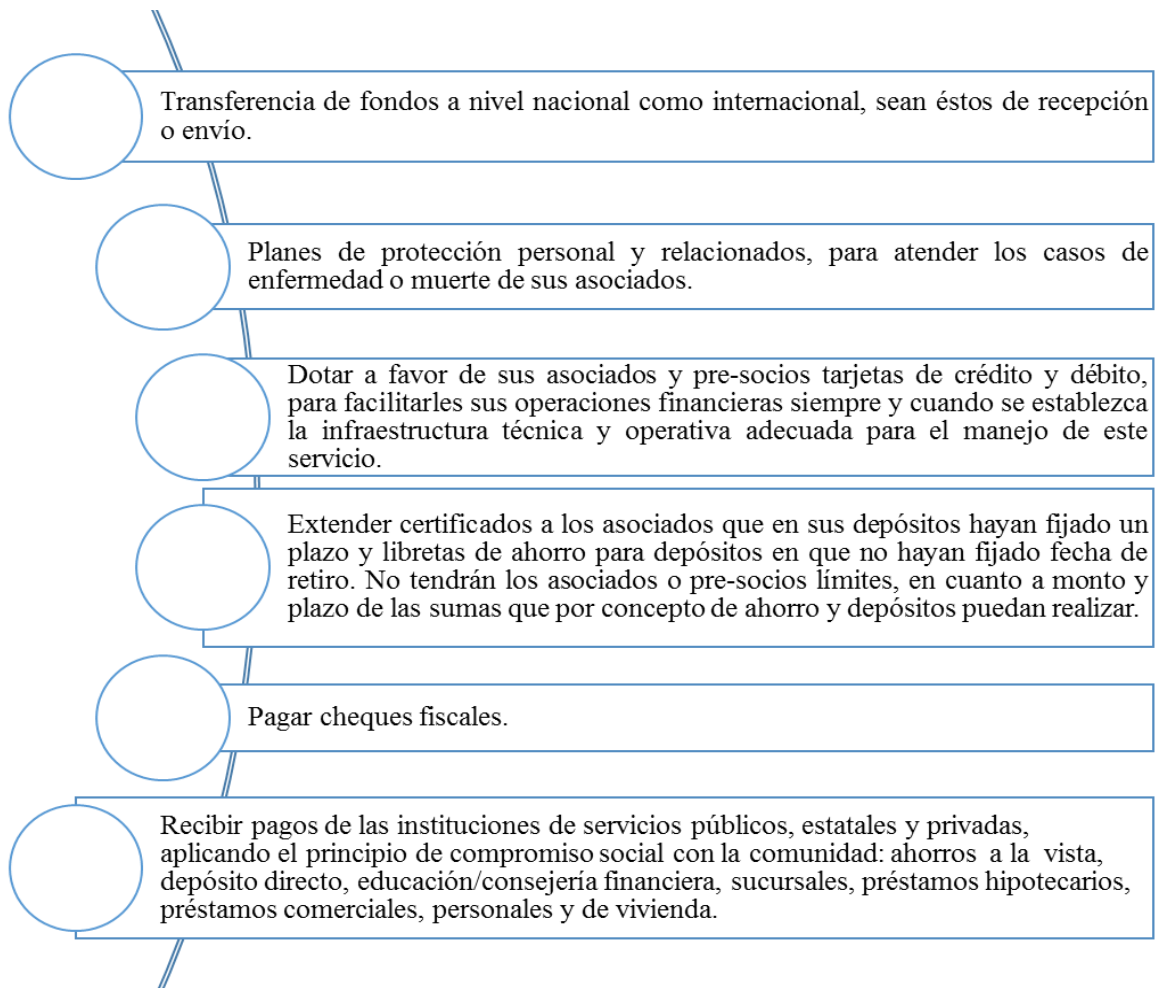 Transferencia de fondos a nivel nacional como internacional, sean éstos de recepción
o envío.
Planes de protección personal y relacionados, para atender los casos de
enfermedad o muerte de sus asociados.
Dotar a favor de sus asociados y pre-socios tarjetas de crédito y débito,
para facilitarles sus operaciones financieras siempre y cuando se establezca
la infraestructura técnica y operativa adecuada para el manejo de este
servicio.
Extender certificados a los asociados que en sus depósitos hayan fijado un
plazo y libretas de ahorro para depósitos en que no hayan fijado fecha de
retiro. No tendrán los asociados o pre-socios límites, en cuanto a monto y
plazo de las sumas que por concepto de ahorro y depósitos puedan realizar.
Pagar cheques fiscales.
Recibir pagos de las instituciones de servicios públicos, estatales y privadas,
aplicando el principio de compromiso social con la comunidad: ahorros a la vista,
depósito directo, educación/consejería financiera, sucursales, préstamos hipotecarios,
préstamos comerciales, personales y de vivienda.